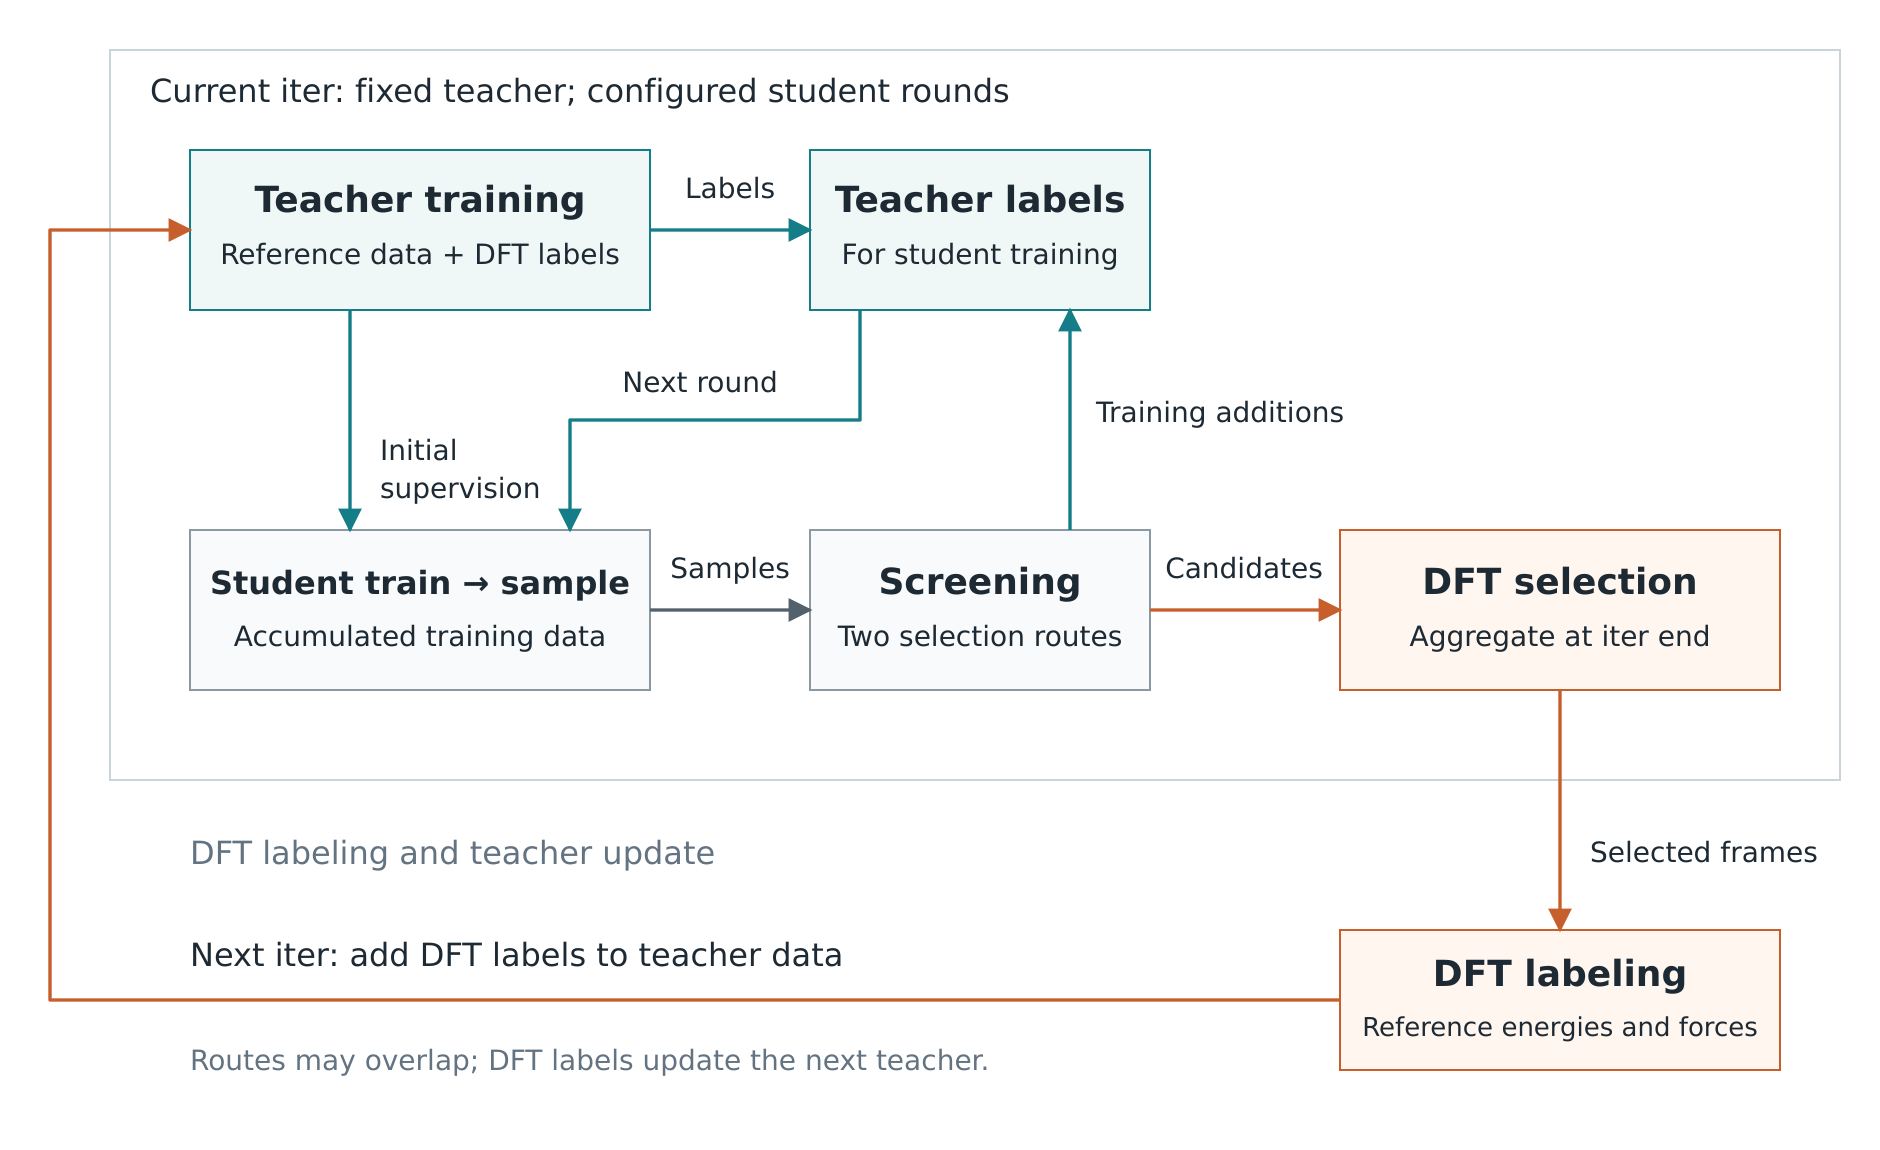 Current iter: fixed teacher; configured student rounds
Teacher training
Reference data + DFT labels
Labels
Teacher labels
For student training
Next round
Training additions
Initial
supervision
Student train → sample
Accumulated training data
Samples
Screening
Two selection routes
Candidates
DFT selection
Aggregate at iter end
DFT labeling and teacher update
Selected frames
Next iter: add DFT labels to teacher data
DFT labeling
Reference energies and forces
Routes may overlap; DFT labels update the next teacher.